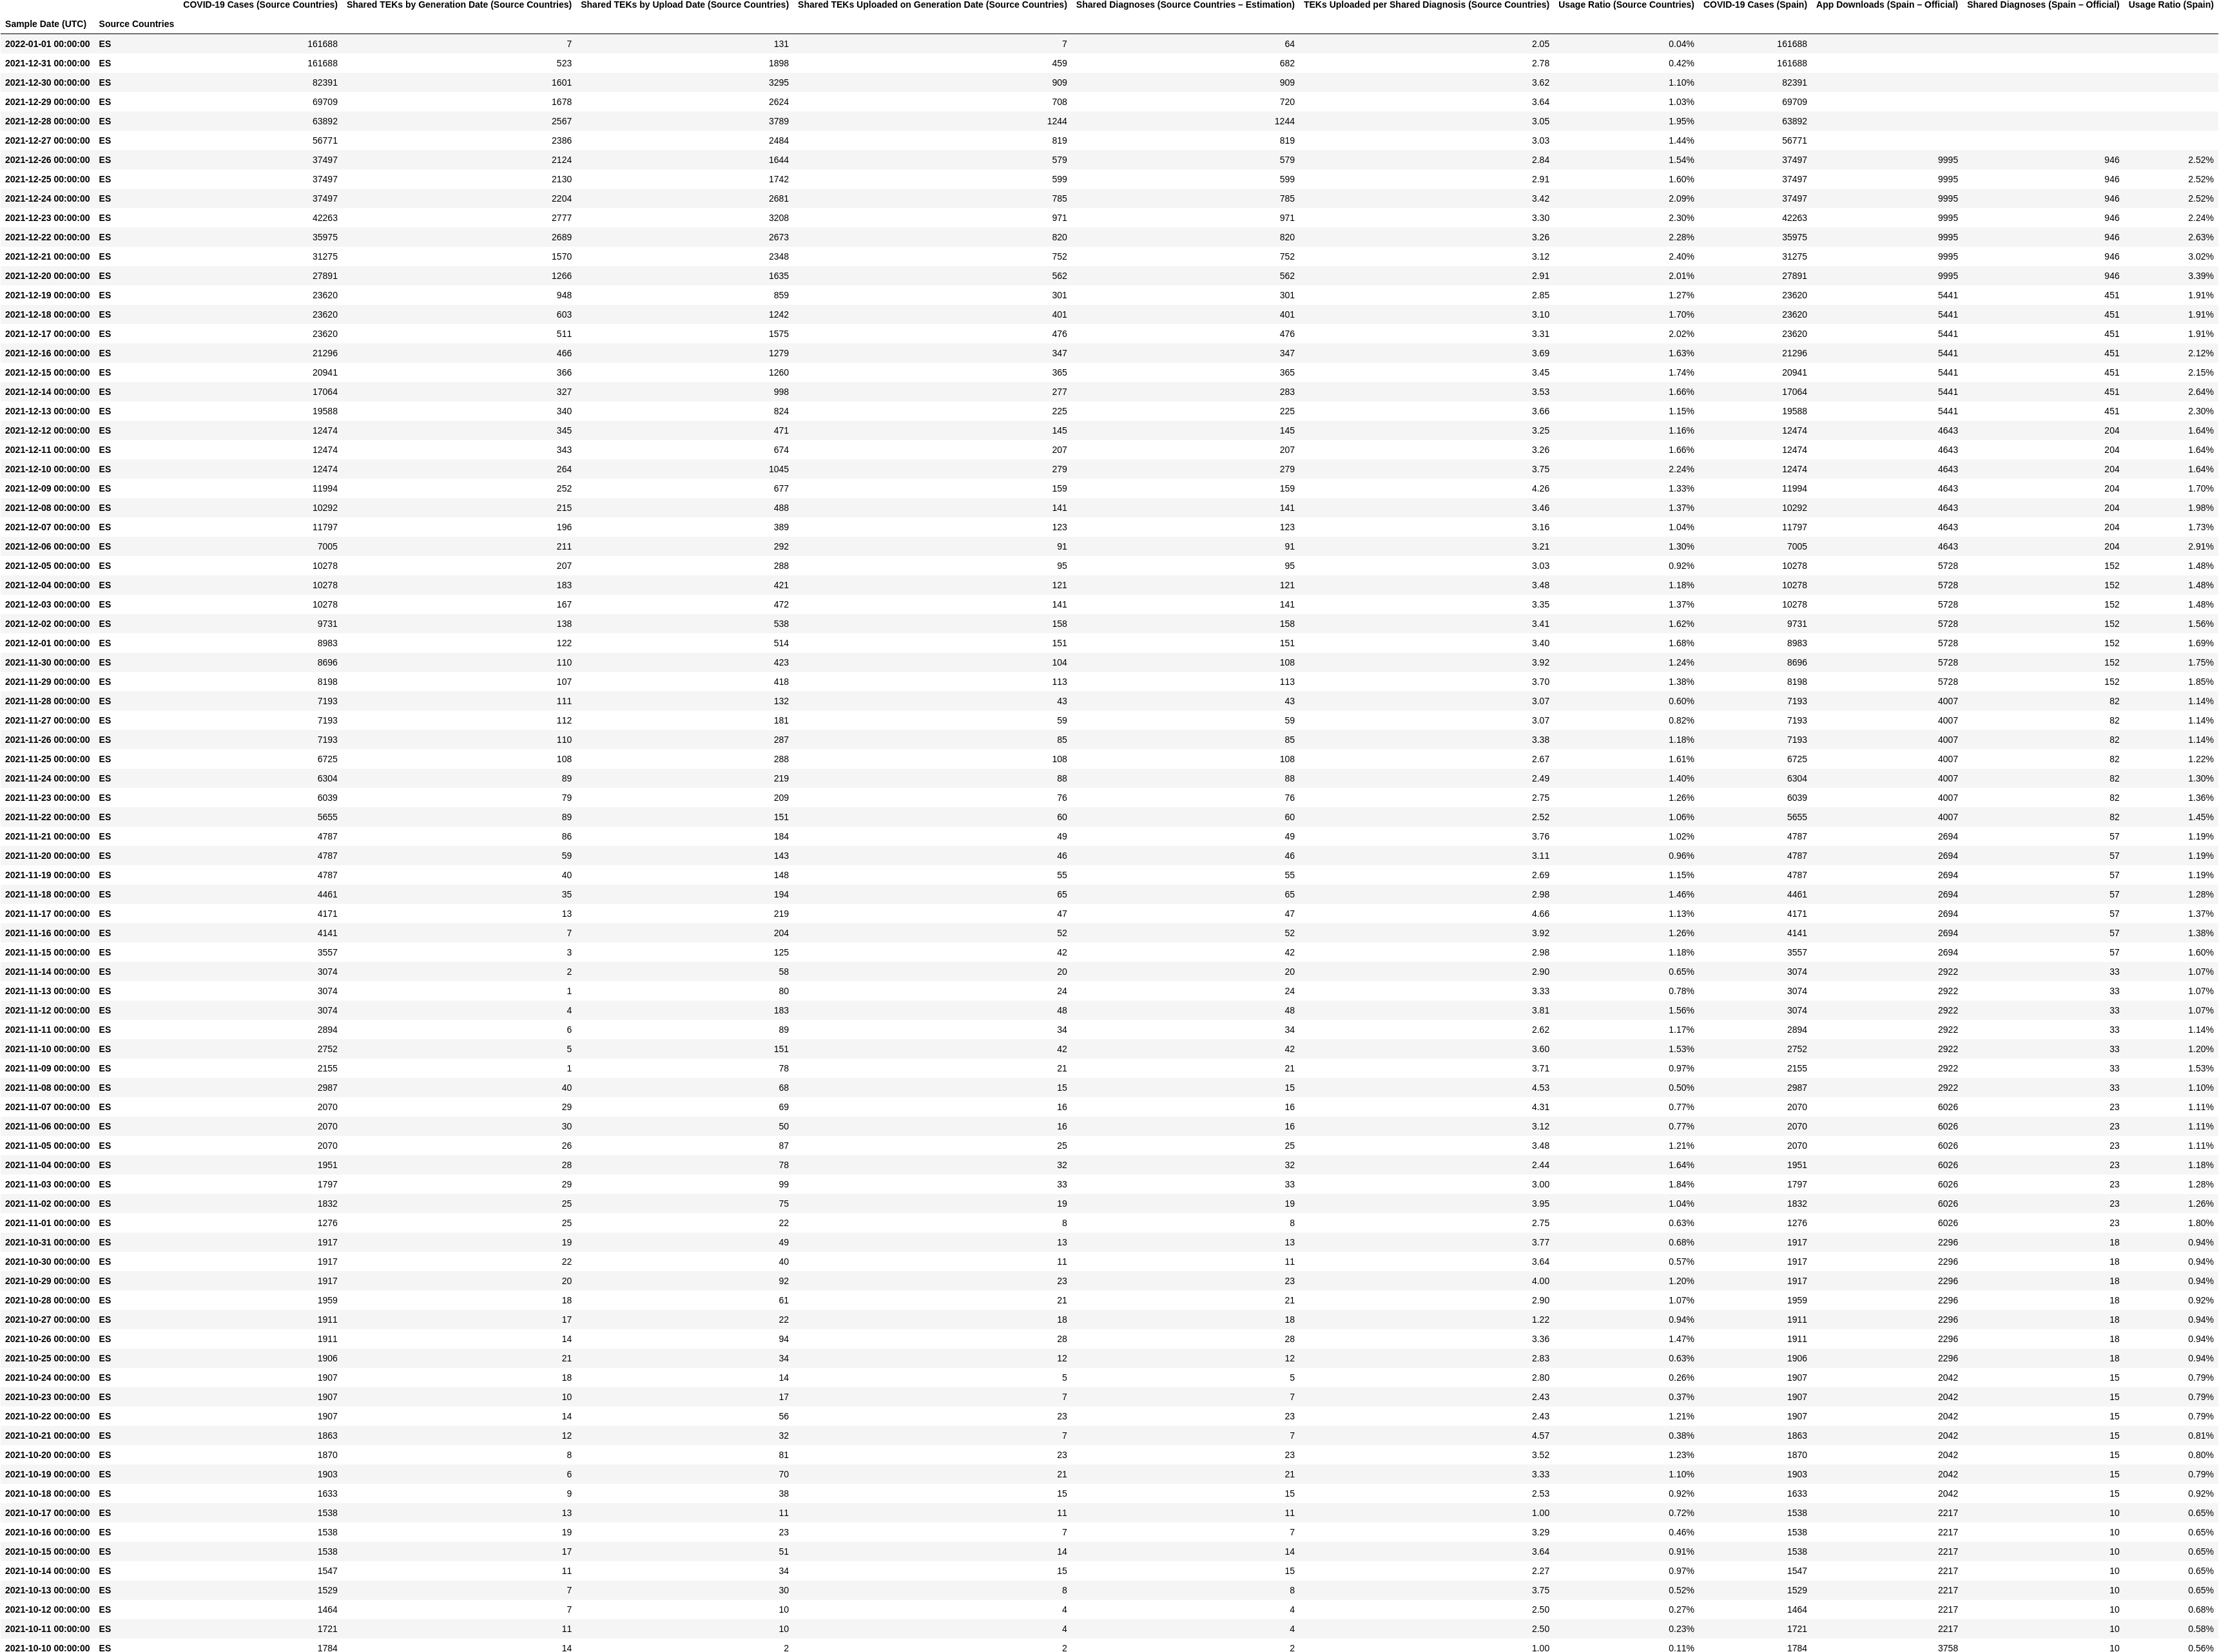 COVID-19 Cases (Source Countries) Shared TEKs by Generation Date (Source Countries) Shared TEKs by Upload Date (Source Countries) Shared TEKs Uploaded on Generation Date (Source Countries) Shared Diagnoses (Source Countries – Estimation) TEKs Uploaded per Shared Diagnosis (Source Countries) Usage Ratio (Source Countries) COVID-19 Cases (Spain) App Downloads (Spain – Official) Shared Diagnoses (Spain – Official) Usage Ratio (Spain)
Sample Date (UTC) Source Countries
2022-01-01 00:00:00 ES 161688 7 131 7 64 2.05 0.04% 161688
2021-12-31 00:00:00 ES 161688 523 1898 459 682 2.78 0.42% 161688
2021-12-30 00:00:00 ES 82391 1601 3295 909 909 3.62 1.10% 82391
2021-12-29 00:00:00 ES 69709 1678 2624 708 720 3.64 1.03% 69709
2021-12-28 00:00:00 ES 63892 2567 3789 1244 1244 3.05 1.95% 63892
2021-12-27 00:00:00 ES 56771 2386 2484 819 819 3.03 1.44% 56771
2021-12-26 00:00:00 ES 37497 2124 1644 579 579 2.84 1.54% 37497 9995 946 2.52%
2021-12-25 00:00:00 ES 37497 2130 1742 599 599 2.91 1.60% 37497 9995 946 2.52%
2021-12-24 00:00:00 ES 37497 2204 2681 785 785 3.42 2.09% 37497 9995 946 2.52%
2021-12-23 00:00:00 ES 42263 2777 3208 971 971 3.30 2.30% 42263 9995 946 2.24%
2021-12-22 00:00:00 ES 35975 2689 2673 820 820 3.26 2.28% 35975 9995 946 2.63%
2021-12-21 00:00:00 ES 31275 1570 2348 752 752 3.12 2.40% 31275 9995 946 3.02%
2021-12-20 00:00:00 ES 27891 1266 1635 562 562 2.91 2.01% 27891 9995 946 3.39%
2021-12-19 00:00:00 ES 23620 948 859 301 301 2.85 1.27% 23620 5441 451 1.91%
2021-12-18 00:00:00 ES 23620 603 1242 401 401 3.10 1.70% 23620 5441 451 1.91%
2021-12-17 00:00:00 ES 23620 511 1575 476 476 3.31 2.02% 23620 5441 451 1.91%
2021-12-16 00:00:00 ES 21296 466 1279 347 347 3.69 1.63% 21296 5441 451 2.12%
2021-12-15 00:00:00 ES 20941 366 1260 365 365 3.45 1.74% 20941 5441 451 2.15%
2021-12-14 00:00:00 ES 17064 327 998 277 283 3.53 1.66% 17064 5441 451 2.64%
2021-12-13 00:00:00 ES 19588 340 824 225 225 3.66 1.15% 19588 5441 451 2.30%
2021-12-12 00:00:00 ES 12474 345 471 145 145 3.25 1.16% 12474 4643 204 1.64%
2021-12-11 00:00:00 ES 12474 343 674 207 207 3.26 1.66% 12474 4643 204 1.64%
2021-12-10 00:00:00 ES 12474 264 1045 279 279 3.75 2.24% 12474 4643 204 1.64%
2021-12-09 00:00:00 ES 11994 252 677 159 159 4.26 1.33% 11994 4643 204 1.70%
2021-12-08 00:00:00 ES 10292 215 488 141 141 3.46 1.37% 10292 4643 204 1.98%
2021-12-07 00:00:00 ES 11797 196 389 123 123 3.16 1.04% 11797 4643 204 1.73%
2021-12-06 00:00:00 ES 7005 211 292 91 91 3.21 1.30% 7005 4643 204 2.91%
2021-12-05 00:00:00 ES 10278 207 288 95 95 3.03 0.92% 10278 5728 152 1.48%
2021-12-04 00:00:00 ES 10278 183 421 121 121 3.48 1.18% 10278 5728 152 1.48%
2021-12-03 00:00:00 ES 10278 167 472 141 141 3.35 1.37% 10278 5728 152 1.48%
2021-12-02 00:00:00 ES 9731 138 538 158 158 3.41 1.62% 9731 5728 152 1.56%
2021-12-01 00:00:00 ES 8983 122 514 151 151 3.40 1.68% 8983 5728 152 1.69%
2021-11-30 00:00:00 ES 8696 110 423 104 108 3.92 1.24% 8696 5728 152 1.75%
2021-11-29 00:00:00 ES 8198 107 418 113 113 3.70 1.38% 8198 5728 152 1.85%
2021-11-28 00:00:00 ES 7193 111 132 43 43 3.07 0.60% 7193 4007 82 1.14%
2021-11-27 00:00:00 ES 7193 112 181 59 59 3.07 0.82% 7193 4007 82 1.14%
2021-11-26 00:00:00 ES 7193 110 287 85 85 3.38 1.18% 7193 4007 82 1.14%
2021-11-25 00:00:00 ES 6725 108 288 108 108 2.67 1.61% 6725 4007 82 1.22%
2021-11-24 00:00:00 ES 6304 89 219 88 88 2.49 1.40% 6304 4007 82 1.30%
2021-11-23 00:00:00 ES 6039 79 209 76 76 2.75 1.26% 6039 4007 82 1.36%
2021-11-22 00:00:00 ES 5655 89 151 60 60 2.52 1.06% 5655 4007 82 1.45%
2021-11-21 00:00:00 ES 4787 86 184 49 49 3.76 1.02% 4787 2694 57 1.19%
2021-11-20 00:00:00 ES 4787 59 143 46 46 3.11 0.96% 4787 2694 57 1.19%
2021-11-19 00:00:00 ES 4787 40 148 55 55 2.69 1.15% 4787 2694 57 1.19%
2021-11-18 00:00:00 ES 4461 35 194 65 65 2.98 1.46% 4461 2694 57 1.28%
2021-11-17 00:00:00 ES 4171 13 219 47 47 4.66 1.13% 4171 2694 57 1.37%
2021-11-16 00:00:00 ES 4141 7 204 52 52 3.92 1.26% 4141 2694 57 1.38%
2021-11-15 00:00:00 ES 3557 3 125 42 42 2.98 1.18% 3557 2694 57 1.60%
2021-11-14 00:00:00 ES 3074 2 58 20 20 2.90 0.65% 3074 2922 33 1.07%
2021-11-13 00:00:00 ES 3074 1 80 24 24 3.33 0.78% 3074 2922 33 1.07%
2021-11-12 00:00:00 ES 3074 4 183 48 48 3.81 1.56% 3074 2922 33 1.07%
2021-11-11 00:00:00 ES 2894 6 89 34 34 2.62 1.17% 2894 2922 33 1.14%
2021-11-10 00:00:00 ES 2752 5 151 42 42 3.60 1.53% 2752 2922 33 1.20%
2021-11-09 00:00:00 ES 2155 1 78 21 21 3.71 0.97% 2155 2922 33 1.53%
2021-11-08 00:00:00 ES 2987 40 68 15 15 4.53 0.50% 2987 2922 33 1.10%
2021-11-07 00:00:00 ES 2070 29 69 16 16 4.31 0.77% 2070 6026 23 1.11%
2021-11-06 00:00:00 ES 2070 30 50 16 16 3.12 0.77% 2070 6026 23 1.11%
2021-11-05 00:00:00 ES 2070 26 87 25 25 3.48 1.21% 2070 6026 23 1.11%
2021-11-04 00:00:00 ES 1951 28 78 32 32 2.44 1.64% 1951 6026 23 1.18%
2021-11-03 00:00:00 ES 1797 29 99 33 33 3.00 1.84% 1797 6026 23 1.28%
2021-11-02 00:00:00 ES 1832 25 75 19 19 3.95 1.04% 1832 6026 23 1.26%
2021-11-01 00:00:00 ES 1276 25 22 8 8 2.75 0.63% 1276 6026 23 1.80%
2021-10-31 00:00:00 ES 1917 19 49 13 13 3.77 0.68% 1917 2296 18 0.94%
2021-10-30 00:00:00 ES 1917 22 40 11 11 3.64 0.57% 1917 2296 18 0.94%
2021-10-29 00:00:00 ES 1917 20 92 23 23 4.00 1.20% 1917 2296 18 0.94%
2021-10-28 00:00:00 ES 1959 18 61 21 21 2.90 1.07% 1959 2296 18 0.92%
2021-10-27 00:00:00 ES 1911 17 22 18 18 1.22 0.94% 1911 2296 18 0.94%
2021-10-26 00:00:00 ES 1911 14 94 28 28 3.36 1.47% 1911 2296 18 0.94%
2021-10-25 00:00:00 ES 1906 21 34 12 12 2.83 0.63% 1906 2296 18 0.94%
2021-10-24 00:00:00 ES 1907 18 14 5 5 2.80 0.26% 1907 2042 15 0.79%
2021-10-23 00:00:00 ES 1907 10 17 7 7 2.43 0.37% 1907 2042 15 0.79%
2021-10-22 00:00:00 ES 1907 14 56 23 23 2.43 1.21% 1907 2042 15 0.79%
2021-10-21 00:00:00 ES 1863 12 32 7 7 4.57 0.38% 1863 2042 15 0.81%
2021-10-20 00:00:00 ES 1870 8 81 23 23 3.52 1.23% 1870 2042 15 0.80%
2021-10-19 00:00:00 ES 1903 6 70 21 21 3.33 1.10% 1903 2042 15 0.79%
2021-10-18 00:00:00 ES 1633 9 38 15 15 2.53 0.92% 1633 2042 15 0.92%
2021-10-17 00:00:00 ES 1538 13 11 11 11 1.00 0.72% 1538 2217 10 0.65%
2021-10-16 00:00:00 ES 1538 19 23 7 7 3.29 0.46% 1538 2217 10 0.65%
2021-10-15 00:00:00 ES 1538 17 51 14 14 3.64 0.91% 1538 2217 10 0.65%
2021-10-14 00:00:00 ES 1547 11 34 15 15 2.27 0.97% 1547 2217 10 0.65%
2021-10-13 00:00:00 ES 1529 7 30 8 8 3.75 0.52% 1529 2217 10 0.65%
2021-10-12 00:00:00 ES 1464 7 10 4 4 2.50 0.27% 1464 2217 10 0.68%
2021-10-11 00:00:00 ES 1721 11 10 4 4 2.50 0.23% 1721 2217 10 0.58%
2021-10-10 00:00:00 ES 1784 14 2 2 2 1.00 0.11% 1784 3758 10 0.56%